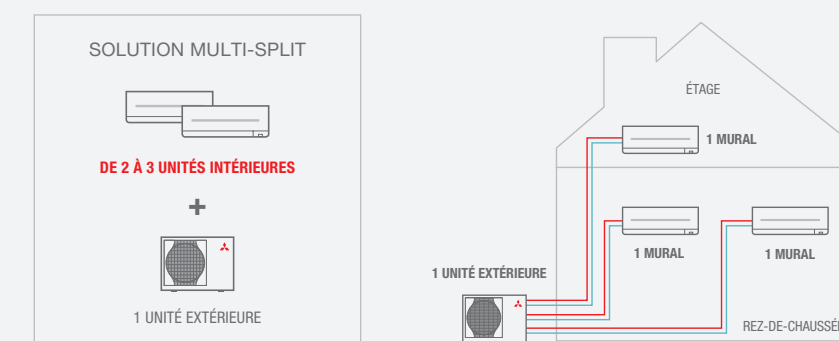 SOLUTION MULTI-SPLIT
DE 2 À 3 UNITÉS INTÉRIEURES
+
1 UNITÉ EXTÉRIEURE
ÉTAGE
1 MURAL
1 MURAL
1 MURAL
1 UNITÉ EXTÉRIEURE
REZ-DE-CHAUSSÉE